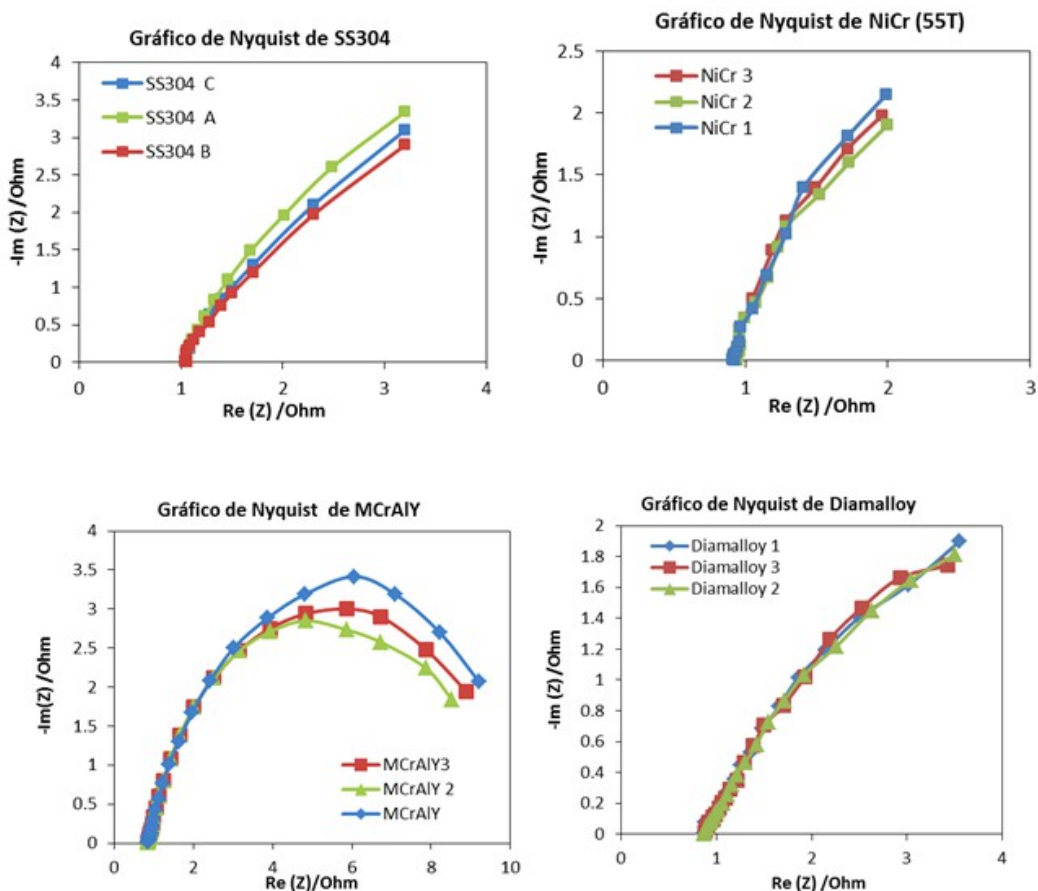 Gráfico de Nyquist de SS304
4
3.5
3
2.5
2
1.5
1
0.5
0
-Im (Z) /Ohm
SS304 C
SS304 A
SS304 B
0 1 2 3 4
Re (Z) /Ohm
Gráfico de Nyquist de NiCr (55T)
2.5
2
1.5
1
0.5
0
-Im (Z) /Ohm
NiCr 3
NiCr 2
NiCr 1
0 1 2 3
Re (Z) /Ohm
Gráfico de Nyquist de MCrAlY
4
3.5
3
2.5
2
1.5
1
0.5
0
-Im(Z) /Ohm
MCrAlY3
MCrAlY 2
MCrAlY
0 2 4 6 8 10
Re (Z)/Ohm
Gráfico de Nyquist de Diamalloy
2
1.8
1.6
1.4
1.2
1
0.8
0.6
0.4
0.2
0
-Im (Z) /Ohm
Diamalloy 1
Diamalloy 3
Diamalloy 2
0 1 2 3 4
Re (Z) /Ohm